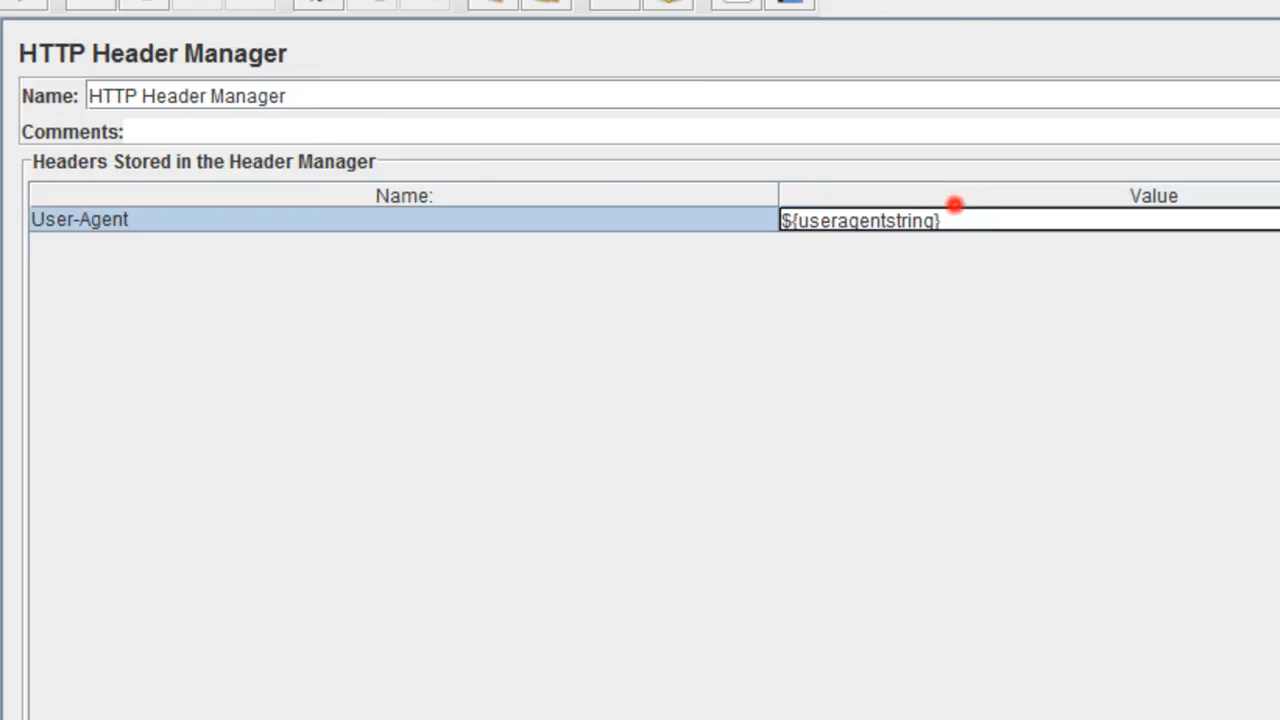 HTTP Header Manager
Name: HTTP Header Manager
Comments:
Headers Stored in the Header Manager
Name: Value
User-Agent ${useragentstring}